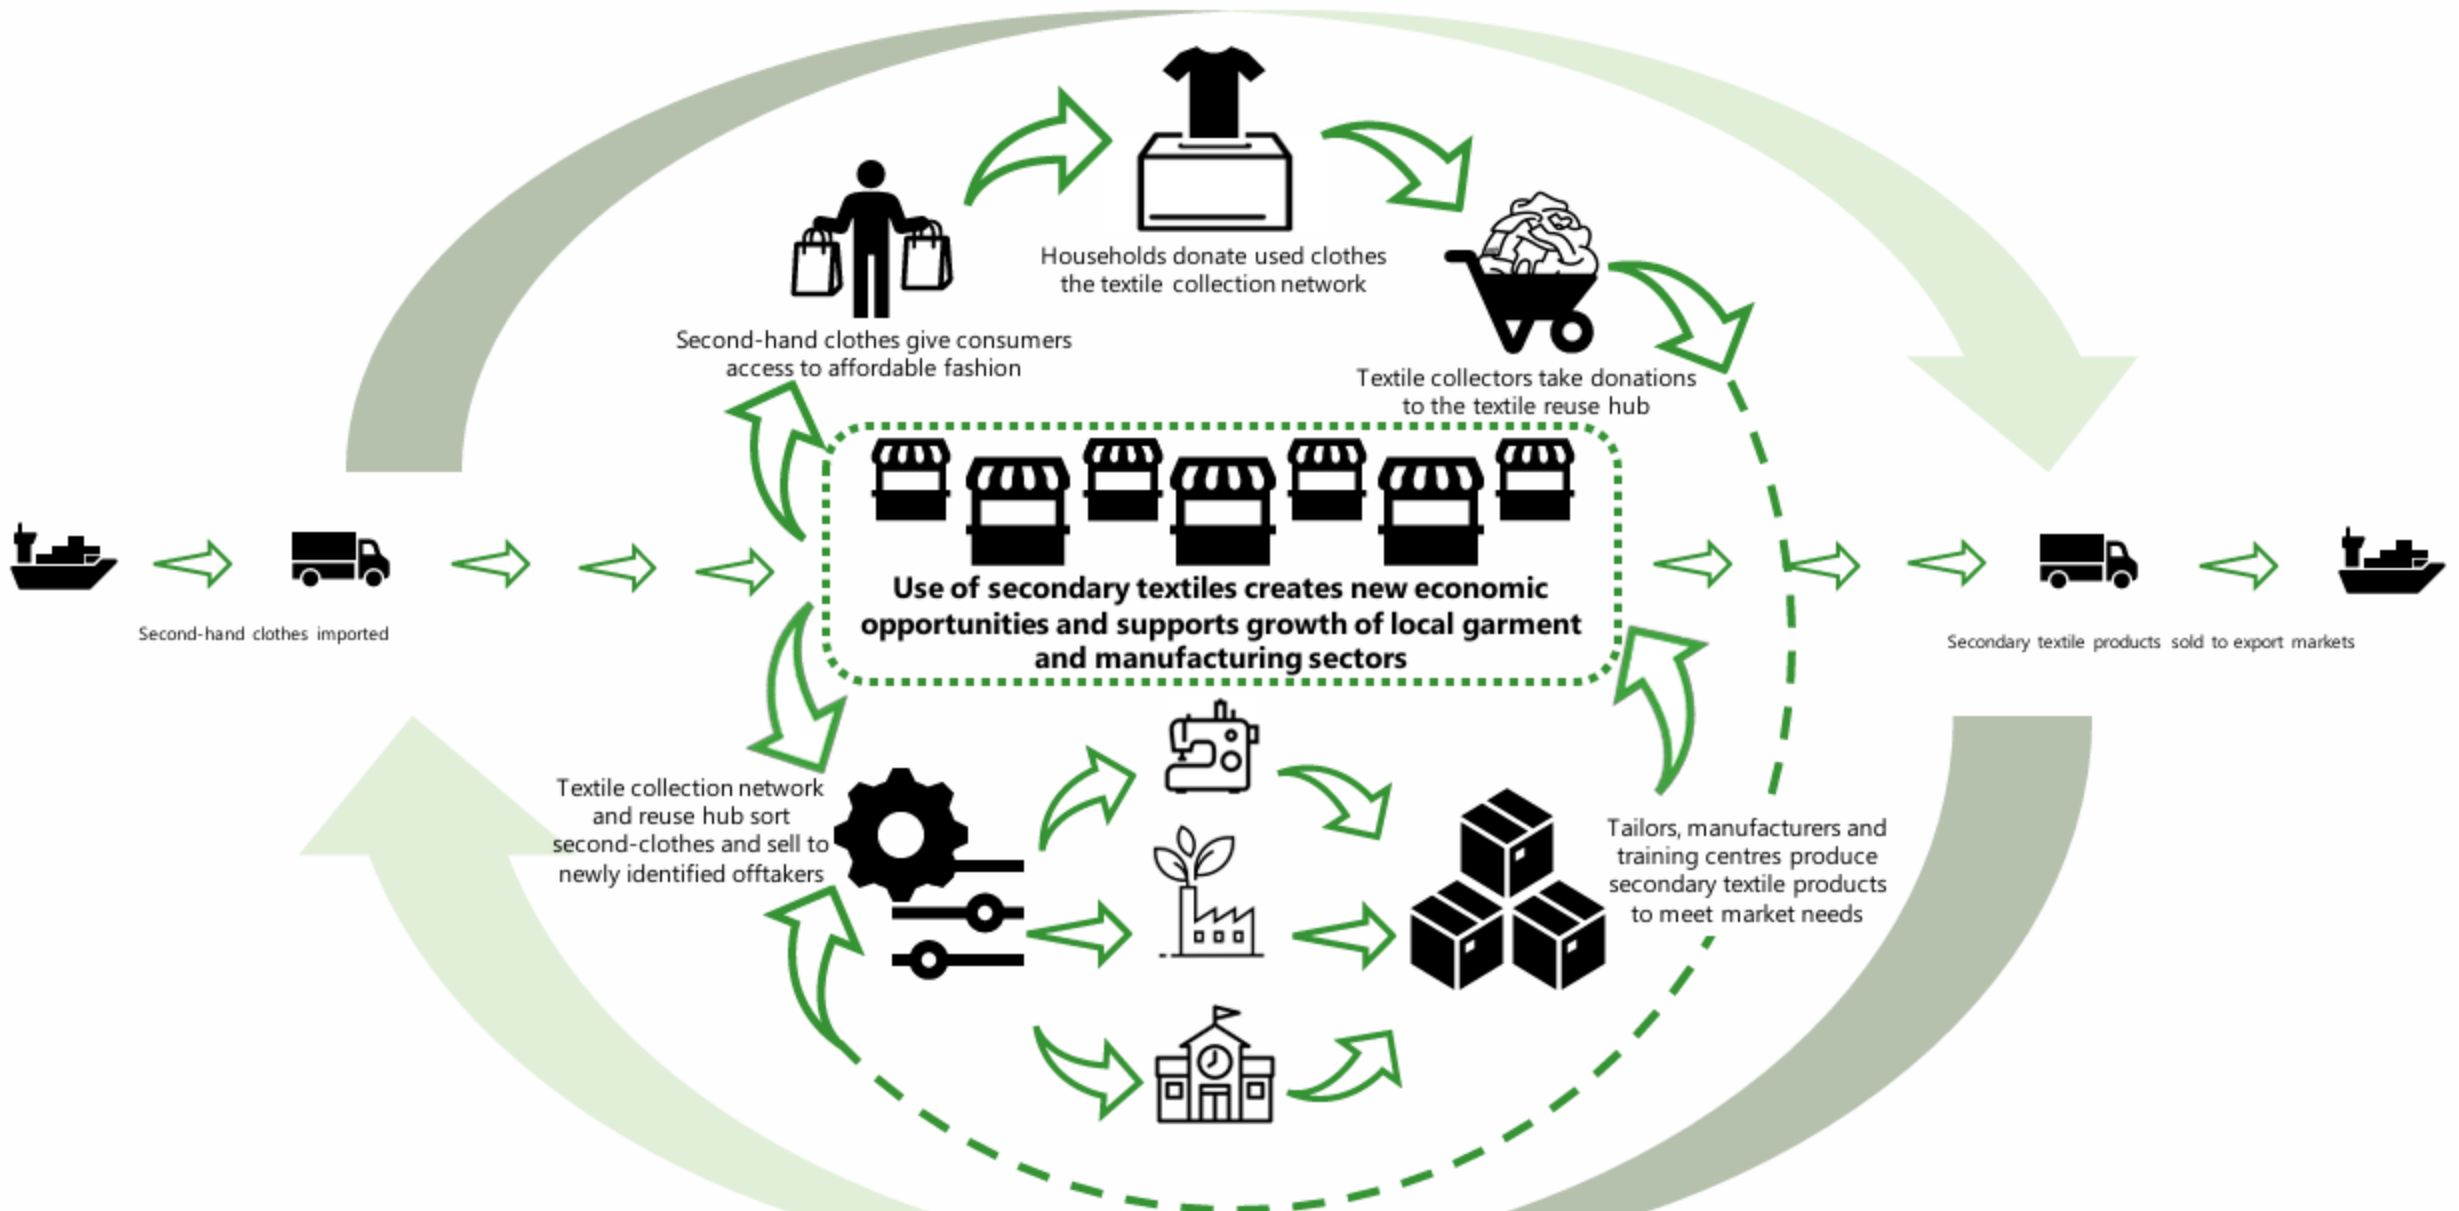 Households donate used clothes
the textile collection network
Second-hand clothes give consumers
access to affordable fashion
Textile collectors take donations
to the textile reuse hub
Use of secondary textiles creates new economic
opportunities and supports growth of local garment
and manufacturing sectors
Second-hand clothes imported
Secondary textile products sold to export markets
Textile collection network
and reuse hub sort
second-clothes and sell to
newly identified offtakers
Tailors, manufacturers and
training centres produce
secondary textile products
to meet market needs